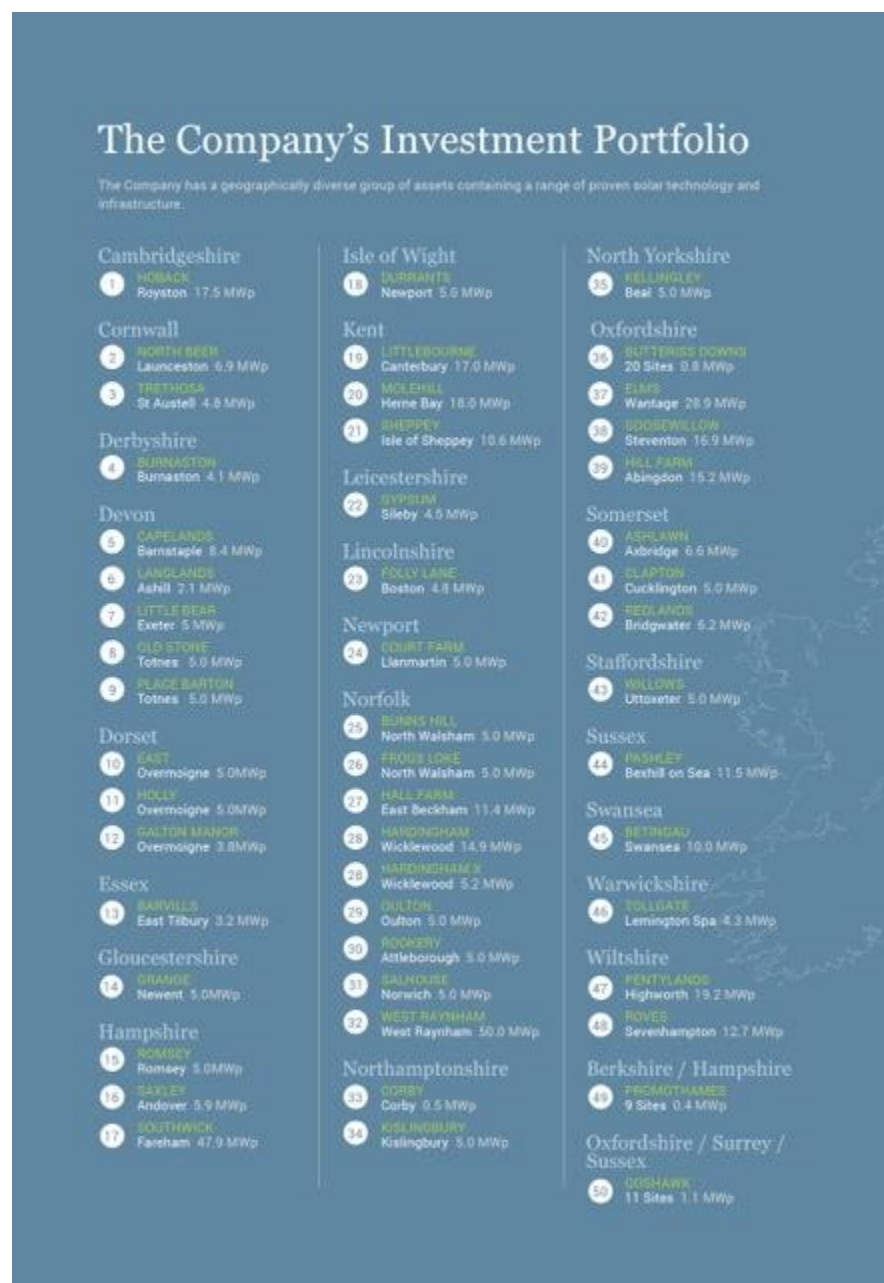 The Company's Investment Portfolio
The Company has a geographically diverse group of assets containing a range of proven solar technology and
infrastructure.
Cambridgeshire
1 HOBACK
Royston 17.5 MWp
Cornwall
2 NORTH BEER
Launceston 6.9 MWp
3 TRETHOSA
St Austell 4.8 MWp
Derbyshire
4 BURNASTON
Burnaston 4.1 MWp
Devon
5 CAPELANDS
Barnstaple 8.4 MWp
6 LANGLANDS
Ashill 2.1 MWp
7 LITTLE BEAR
Exeter 5 MWp
8 OLD STONE
Totnes 5.0 MWp
9 PLACE BARTON
Totnes 5.0 MWp
Dorset
10 EAST
Overmoigne 5.0MWp
11 HOLLY
Overmoigne 5.0MWp
12 GALTON MANOR
Overmoigne 3.8MWp
Essex
13 BARVILLS
East Tilbury 3.2 MWp
Gloucestershire
14 GRANGE
Newent 5.0MWp
Hampshire
15 ROMSEY
Romsey 5.0MWp
16 SAXLEY
Andover 5.9 MWp
17 SOUTHWICK
Fareham 47.9 MWp
Isle of Wight
18 DURRANTS
Newport 5.0 MWp
Kent
19 LITTLEBOURNE
Canterbury 17.0 MWp
20 MOLEHILL
Herne Bay 18.0 MWp
21 SHEPPEY
Isle of Sheppey 10.6 MWp
Leicestershire
22 GYPSUM
Sileby 4.5 MWp
Lincolnshire
23 FOLLY LANE
Boston 4.8 MWp
Newport
24 COURT FARM
Llanmartin 5.0 MWp
Norfolk
25 BUNNS HILL
North Walsham 5.0 MWp
26 FROGS LOKE
North Walsham 5.0 MWp
27 HALL FARM
East Beckham 11.4 MWp
28 HARDINGHAM
Wicklewood 14.9 MWp
28 HARDINGHAM X
Wicklewood 5.2 MWp
29 OULTON
Oulton 5.0 MWp
30 ROOKERY
Attleborough 5.0 MWp
31 SALHOUSE
Norwich 5.0 MWp
32 WEST RAYNHAM
West Raynham 50.0 MWp
Northamptonshire
33 CORBY
Corby 0.5 MWp
34 KISLINGBURY
Kislingbury 5.0 MWp
North Yorkshire
35 KELLINGLEY
Beal 5.0 MWp
Oxfordshire
36 BUTTERISS DOWNS
20 Sites 0.8 MWp
37 ELMS
Wantage 28.9 MWp
38 GOOSEWILLOW
Steventon 16.9 MWp
39 HILL FARM
Abingdon 15.2 MWp
Somerset
40 ASHLAWN
Axbridge 6.6 MWp
41 CLAPTON
Cucklington 5.0 MWp
42 REDLANDS
Bridgwater 6.2 MWp
Staffordshire
43 WILLOWS
Uttoxeter 5.0 MWp
Sussex
44 PASHLEY
Bexhill on Sea 11.5 MWp
Swansea
45 BETINGAU
Swansea 10.0 MWp
Warwickshire
46 TOLLGATE
Lemington Spa 4.3 MWp
Wiltshire
47 PENTYLANDS
Highworth 19.2 MWp
48 ROVES
Sevenhampton 12.7 MWp
Berkshire / Hampshire
49 PROMOTHAMES
9 Sites 0.4 MWp
Oxfordshire / Surrey /
Sussex
50 GOSHAWK
11 Sites 1.1 MWp